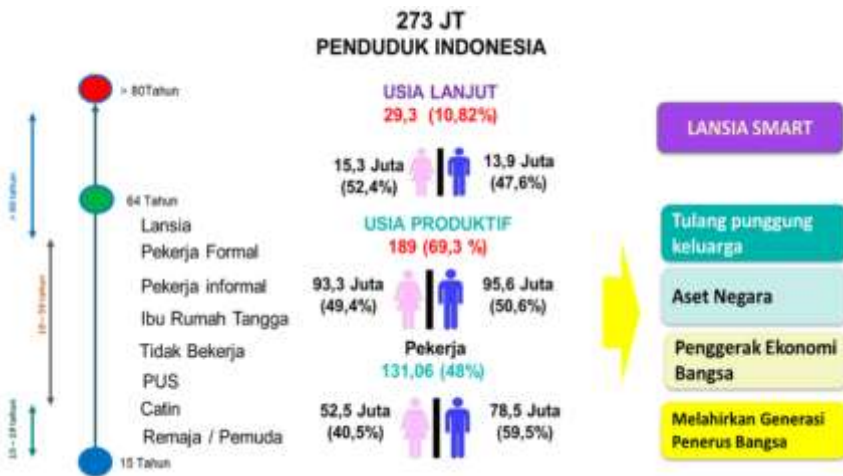 273 JT
PENDUDUK INDONESIA
> 80Tahun
64 Tahun
15 Tahun
> 60 tahun
Lansia
Pekerja Formal
Pekerja informal
Ibu Rumah Tangga
Tidak Bekerja
PUS
Catin
Remaja / Pemuda
USIA LANJUT
29,3 (10,82%)
15,3 Juta
(52,4%)
13,9 Juta
(47,6%)
USIA PRODUKTIF
189 (69,3 %)
93,3 Juta
(49,4%)
95,6 Juta
(50,6%)
Pekerja
131,06 (48%)
52,5 Juta
(40,5%)
78,5 Juta
(59,5%)
LANSIA SMART
Tulang punggung
keluarga
Aset Negara
Penggerak Ekonomi
Bangsa
Melahirkan Generasi
Penerus Bangsa